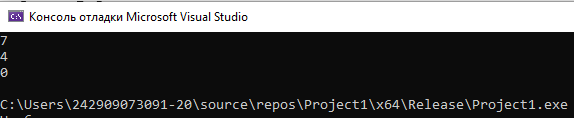 Консоль отладки Microsoft Visual Studio
7
4
0
C:\Users\242909073091-20\source\repos\Project1\x64\Release\Project1.exe